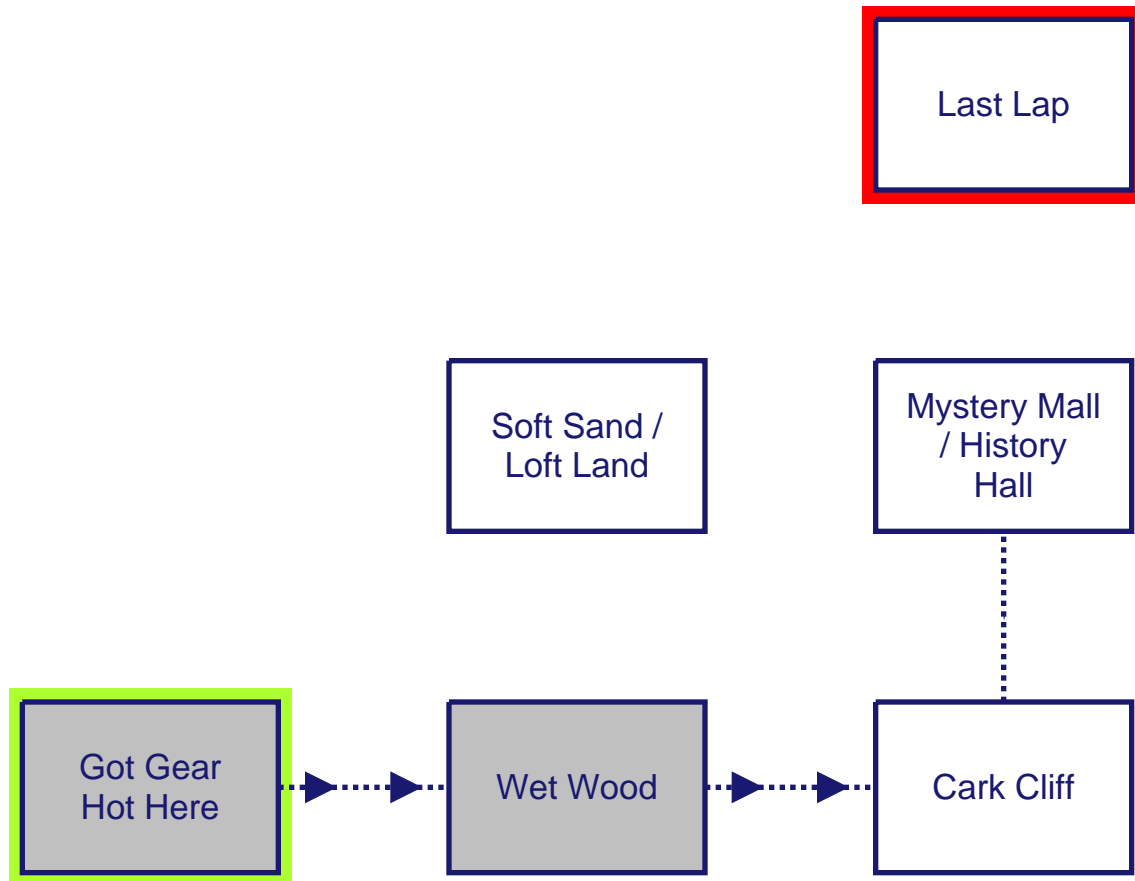 Last Lap
Soft Sand /
Loft Land
Mystery Mall
/ History
Hall
Got Gear
Hot Here
Wet Wood
Cark Cliff